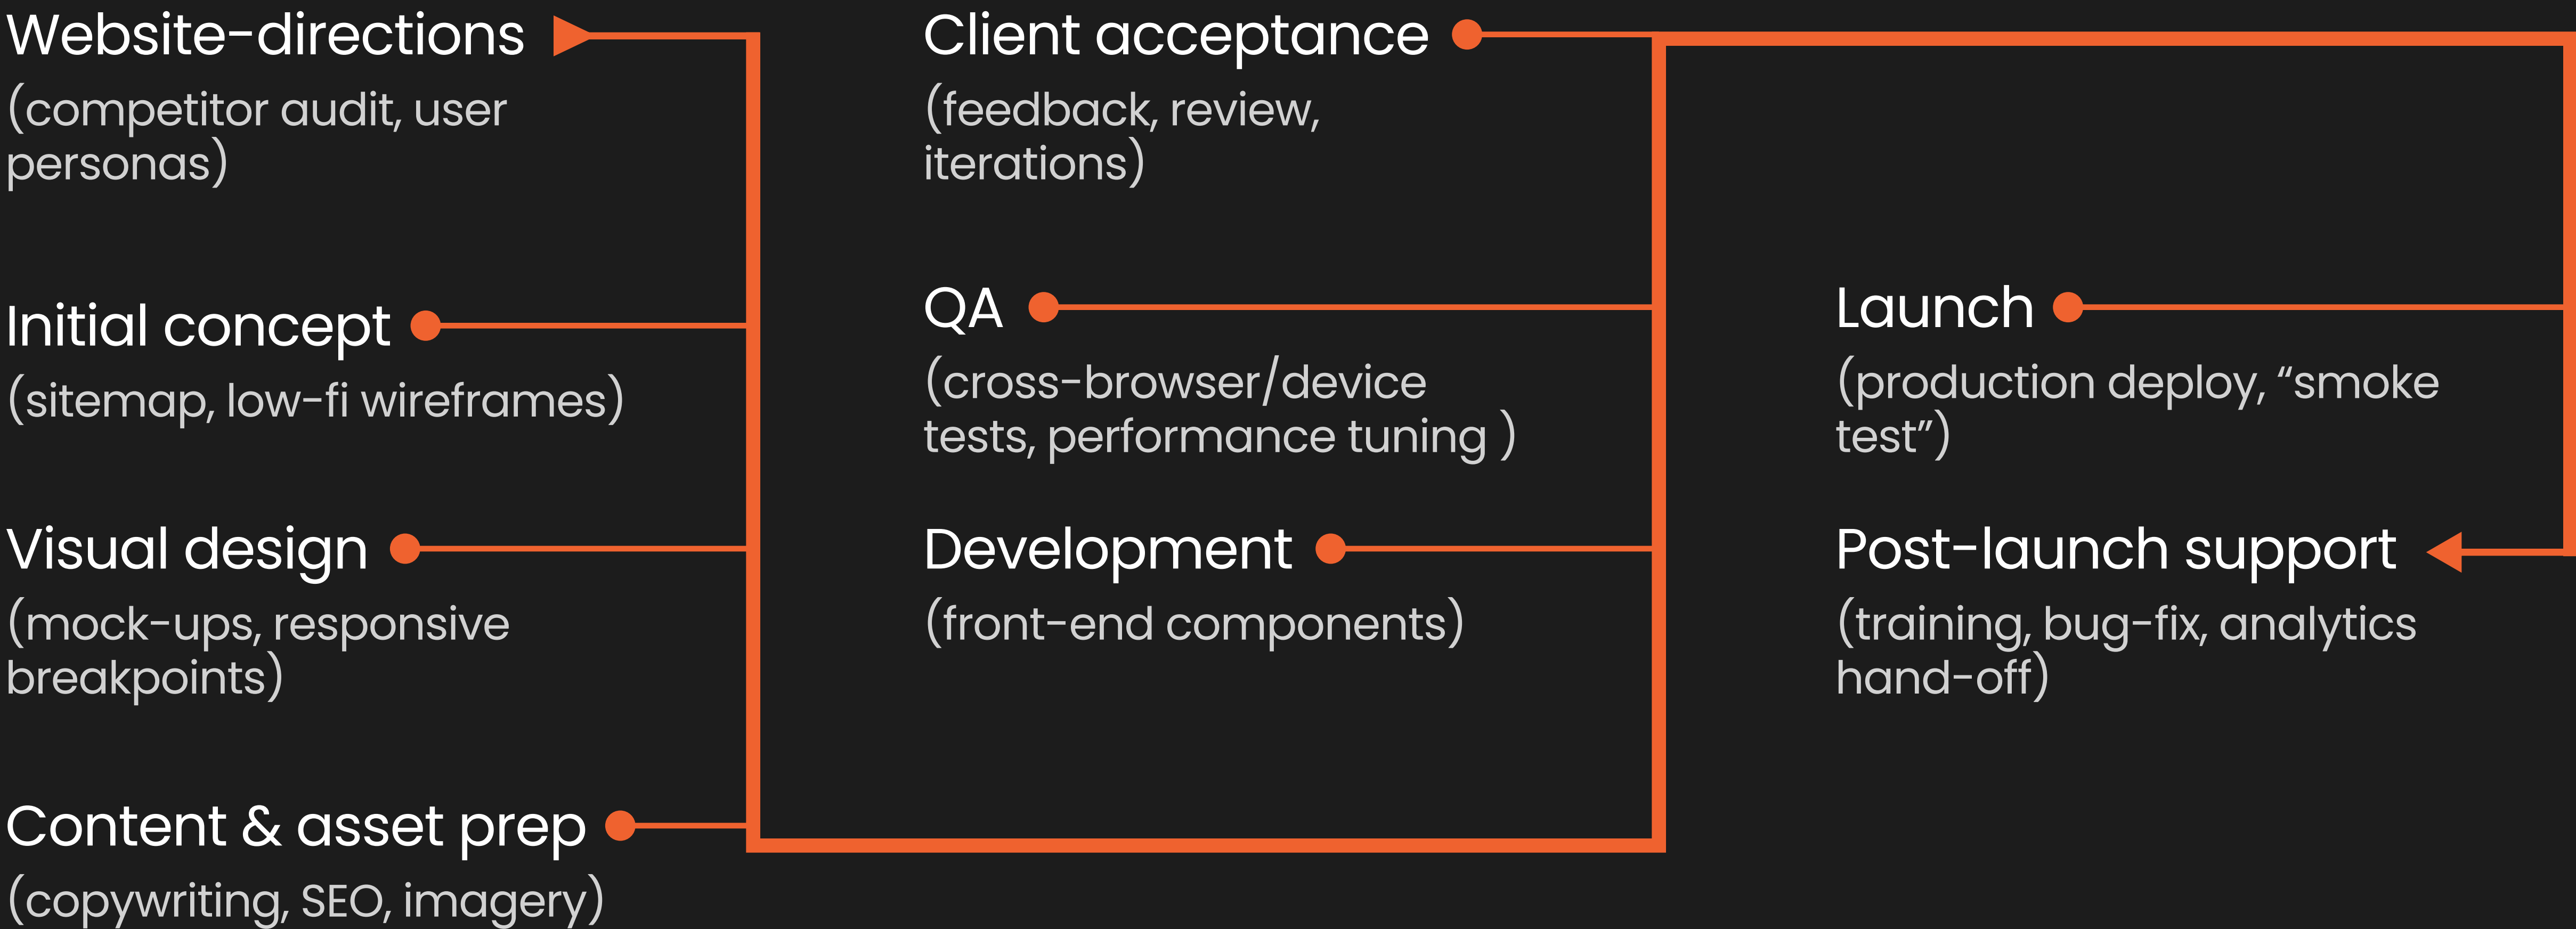 Website-directions
(competitor audit, user
personas)
Initial concept
(sitemap, low-fi wireframes)
Visual design
(mock-ups, responsive
breakpoints)
Content & asset prep
(copywriting, SEO, imagery)
Client acceptance
(feedback, review,
iterations)
QA
(cross-browser/device
tests, performance tuning )
Development
(front-end components)
Launch
(production deploy, “smoke
test”)
Post-launch support
(training, bug-fix, analytics
hand-off)